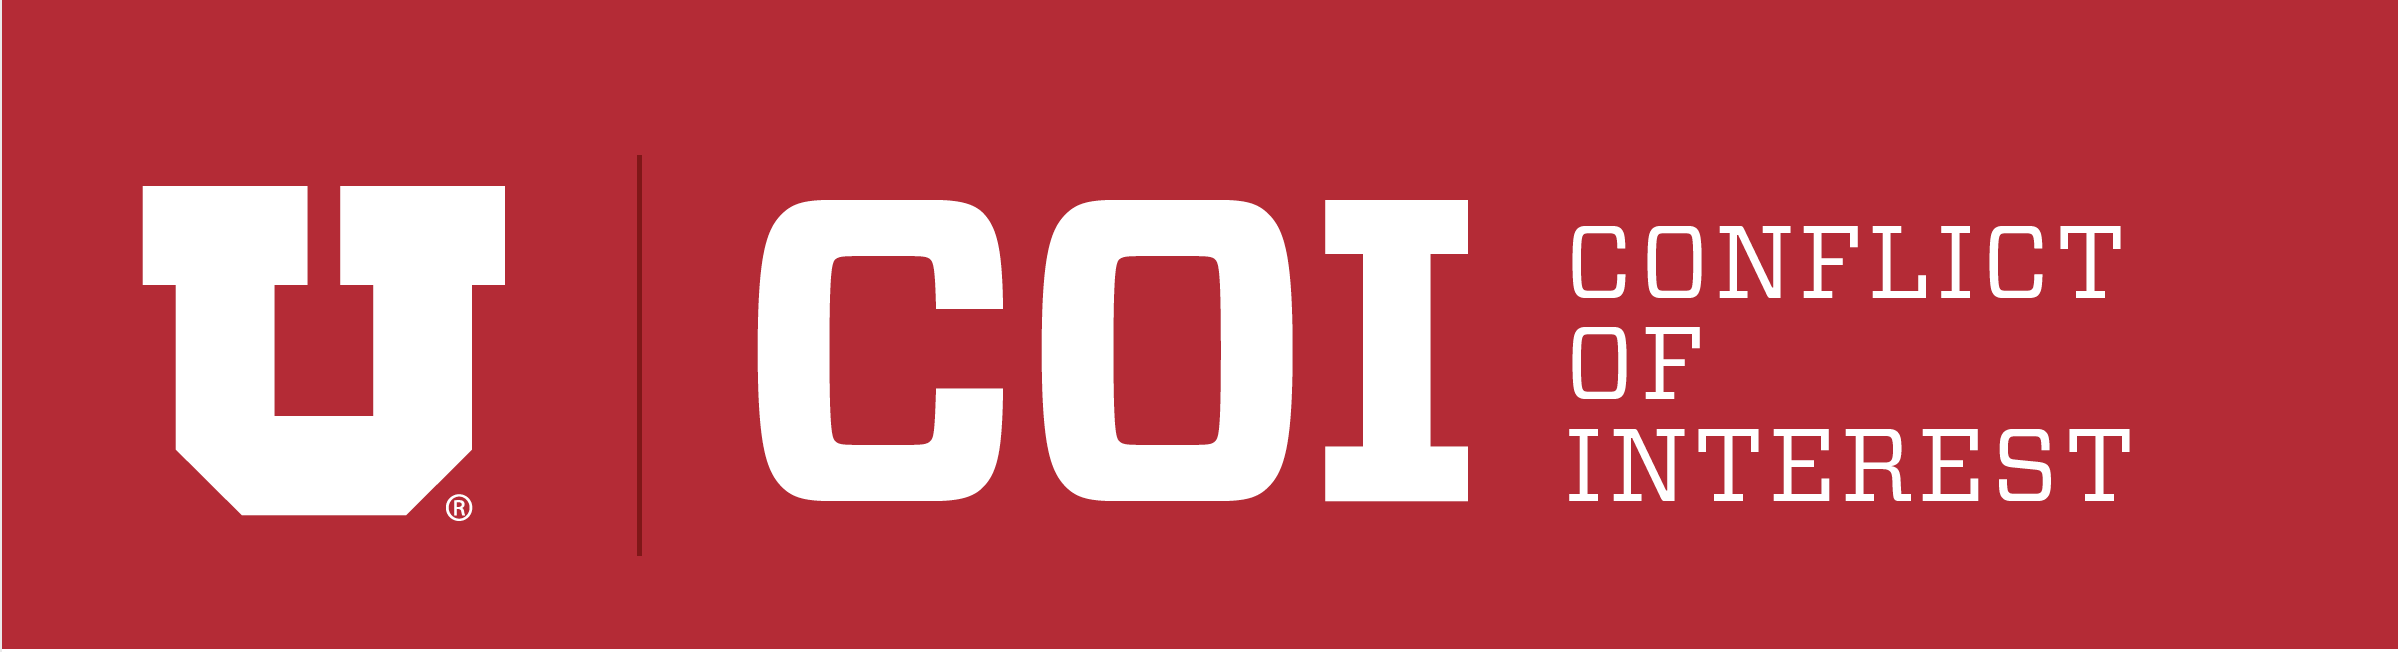 U®
COI
CONFLICT
OF
INTEREST